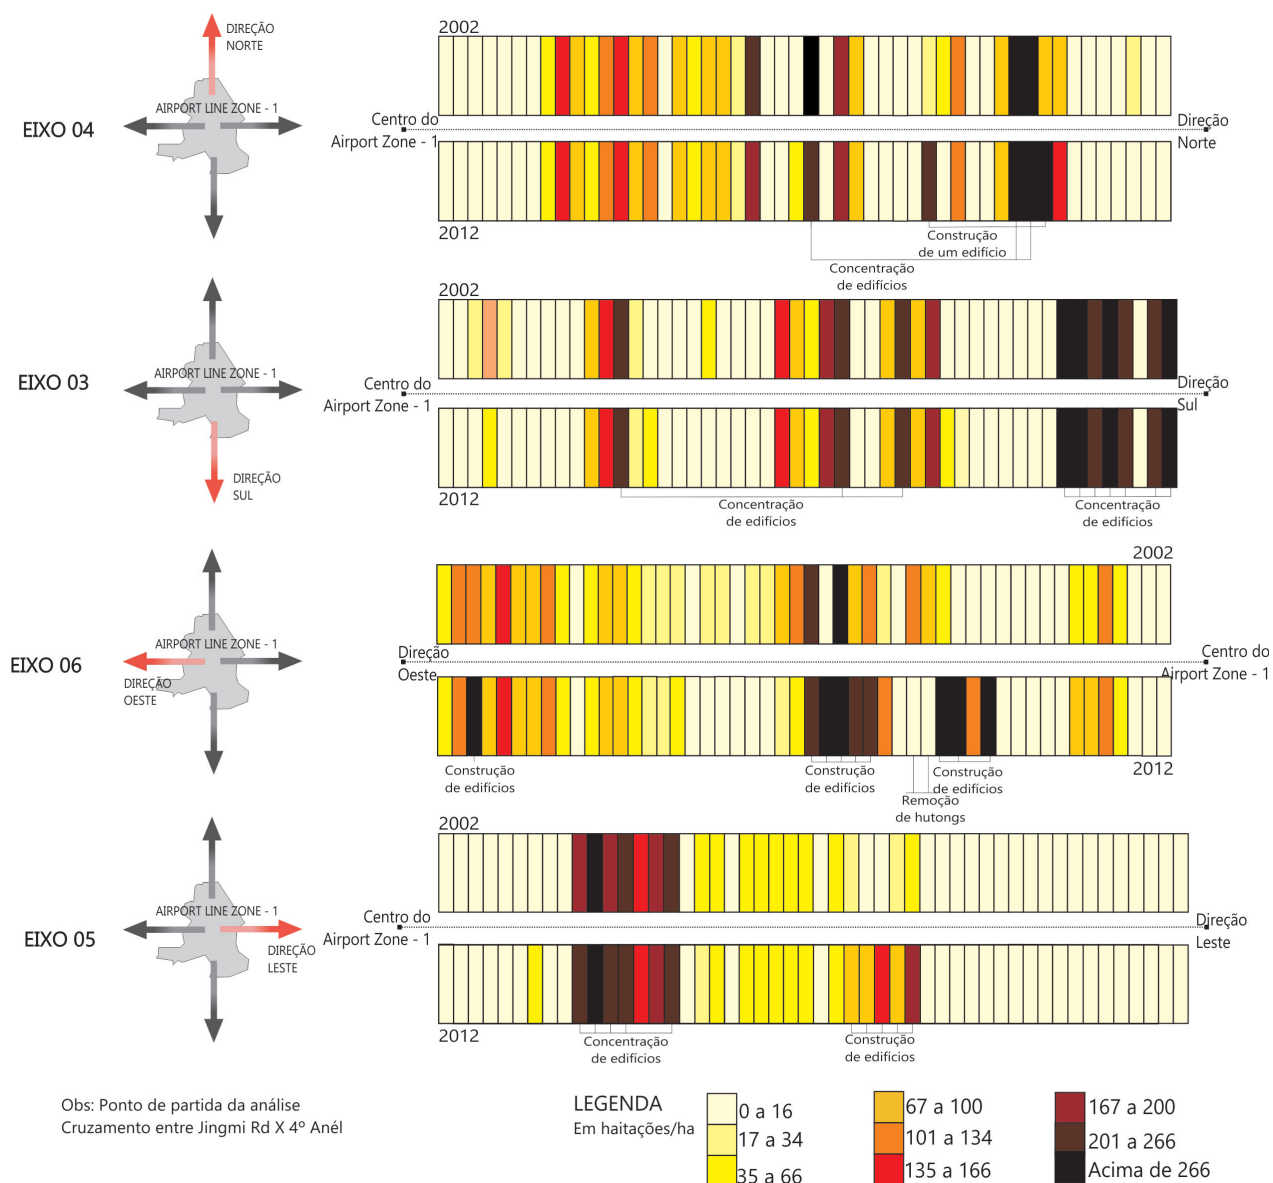 EIXO 04
DIREÇÃO
NORTE
AIRPORT LINE ZONE - 1
2002
Centro do
Airport Zone - 1
Direção
Norte
2012
Construção
de um edifício
Concentração
de edifícios
EIXO 03
AIRPORT LINE ZONE - 1
DIREÇÃO
SUL
2002
Centro do
Airport Zone - 1
Direção
Sul
2012
Concentração
de edifícios
Concentração
de edifícios
EIXO 06
AIRPORT LINE ZONE - 1
DIREÇÃO
OESTE
2002
Direção
Oeste
Centro do
Airport Zone - 1
2012
Construção
de edifícios
Construção
de edifícios
Construção
de edifícios
Remoção
de hutongs
EIXO 05
AIRPORT LINE ZONE - 1
DIREÇÃO
LESTE
2002
Centro do
Airport Zone - 1
Direção
Leste
2012
Concentração
de edifícios
Construção
de edifícios
Obs: Ponto de partida da análise
Cruzamento entre Jingmi Rd X 4º Anél
LEGENDA
Em haitações/ha
0 a 16
17 a 34
35 a 66
67 a 100
101 a 134
135 a 166
167 a 200
201 a 266
Acima de 266